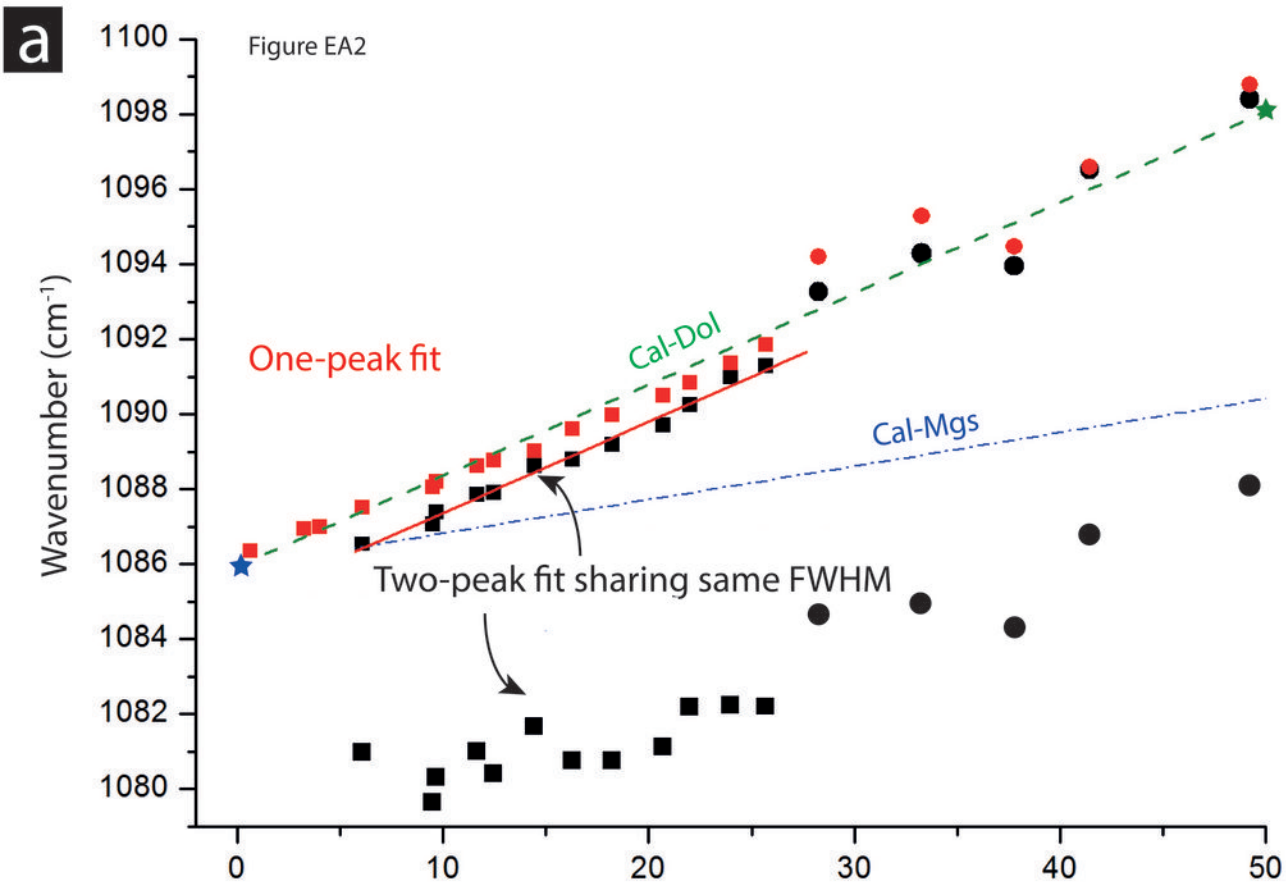 a
Figure EA2
1100
1098
1096
1094
1092
1090
1088
1086
1084
1082
1080
Wavenumber (cm⁻¹)
One-peak fit
Cal-Dol
Cal-Mgs
Two-peak fit sharing same FWHM
0
10
20
30
40
50